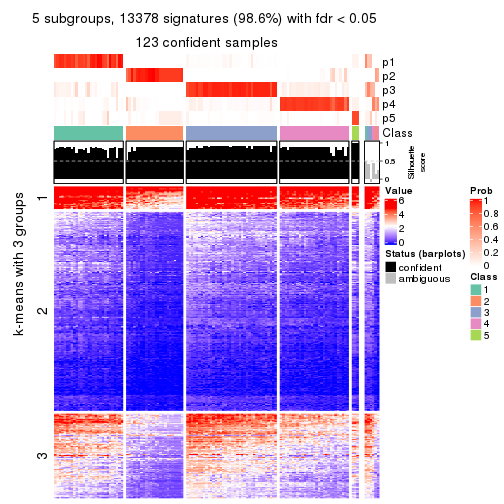 5 subgroups, 13378 signatures (98.6%) with fdr < 0.05
123 confident samples
p1
p2
p3
p4
p5
Class
1
0.5
0
Silhouette
score
k-means with 3 groups
1
2
3
Value
6
4
2
0
Status (barplots)
confident
ambiguous
Prob
1
0.8
0.6
0.4
0.2
0
Class
1
2
3
4
5